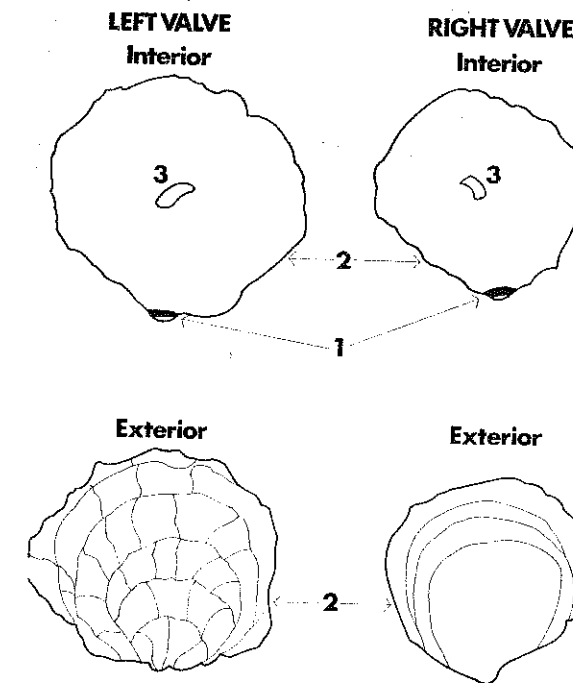 LEFT VALVE
Interior
RIGHT VALVE
Interior
3
3
2
1
Exterior
Exterior
2